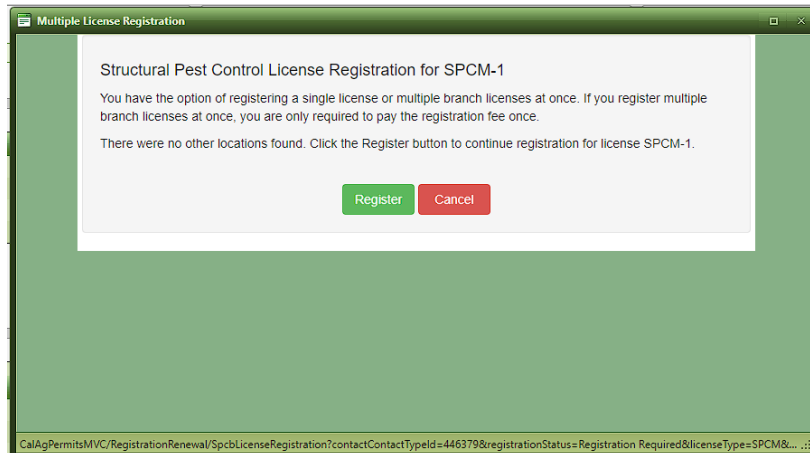 Multiple License Registration
Structural Pest Control License Registration for SPCM-1
You have the option of registering a single license or multiple branch licenses at once. If you register multiple
branch licenses at once, you are only required to pay the registration fee once.
There were no other locations found. Click the Register button to continue registration for license SPCM-1.
Register Cancel
CalAgPermitsMVC/RegistrationRenewal/SpcbLicenseRegistration?contactContactTypeId=446379&registrationStatus=Registration Required&licenseType=SPCM&...